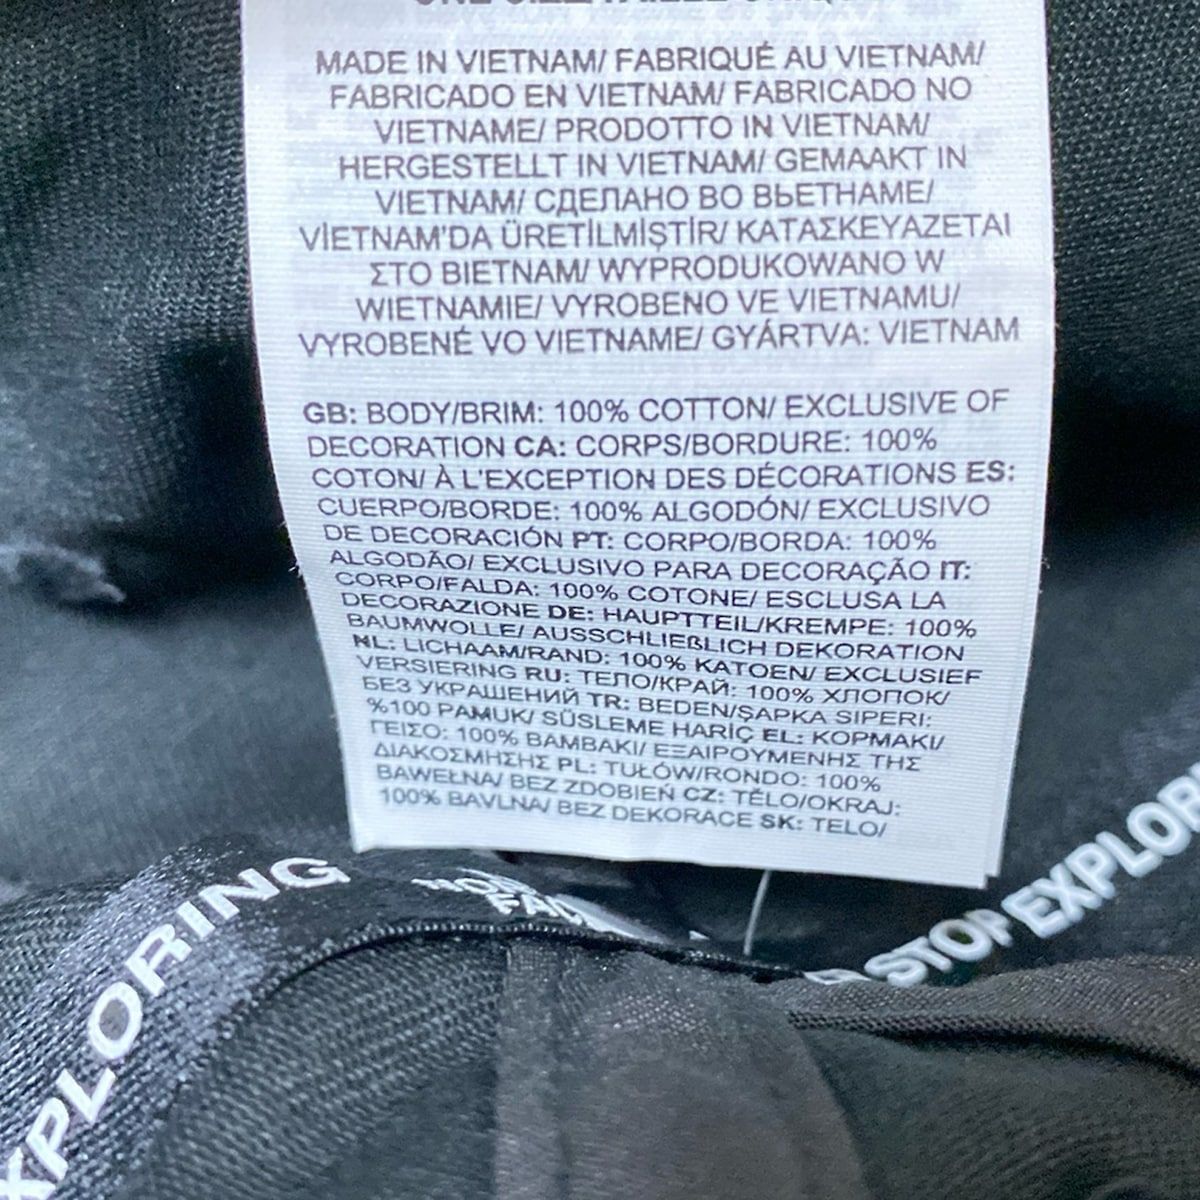 ONE SIZE/TAILLE UNIQUE
MADE IN VIETNAM/ FABRIQUÉ AU VIETNAM/
FABRICADO EN VIETNAM/ FABRICADO NO
VIETNAME/ PRODOTTO IN VIETNAM/
HERGESTELLT IN VIETNAM/ GEMAAKT IN
VIETNAM/ СДЕЛАНО ВО ВЬЕТНАМЕ/
VİETNAM'DA ÜRETİLMİŞTİR/ ΚΑΤΑΣΚΕΥΑΖΕΤΑΙ
ΣΤΟ ΒΙΕΤΝΑΜ/ WYPRODUKOWANO W
WIETNAMIE/ VYROBENO VE VIETNAMU/
VYROBENÉ VO VIETNAME/ GYÁRTVA: VIETNAM
GB: BODY/BRIM: 100% COTTON/ EXCLUSIVE OF
DECORATION CA: CORPS/BORDURE: 100%
COTON/ À L'EXCEPTION DES DÉCORATIONS ES:
CUERPO/BORDE: 100% ALGODÓN/ EXCLUSIVO
DE DECORACIÓN PT: CORPO/BORDA: 100%
ALGODÃO/ EXCLUSIVO PARA DECORAÇÃO IT:
CORPO/FALDA: 100% COTONE/ ESCLUSA LA
DECORAZIONE DE: HAUPTTEIL/KREMPE: 100%
BAUMWOLLE/ AUSSCHLIEßLICH DEKORATION
NL: LICHAAM/RAND: 100% KATOEN/ EXCLUSIEF
VERSIERING RU: ТЕЛО/КРАЙ: 100% ХЛОПОК/
БЕЗ УКРАШЕНИЙ TR: BEDEN/ŞAPKA SIPERI:
%100 PAMUK/ SÜSLEME HARİÇ EL: ΚΟΡΜΑΚΙ/
ΓΕΙΣΟ: 100% ΒΑΜΒΑΚΙ/ ΕΞΑΙΡΟΥΜΕΝΗΣ ΤΗΣ
ΔΙΑΚΟΣΜΗΣΗΣ PL: TUŁÓW/RONDO: 100%
BAWEŁNA/ BEZ ZDOBIEŃ CZ: TĚLO/OKRAJ:
100% BAVLNA/ BEZ DEKORACE SK: TELO/
XPLORING
STOP EXPLOR